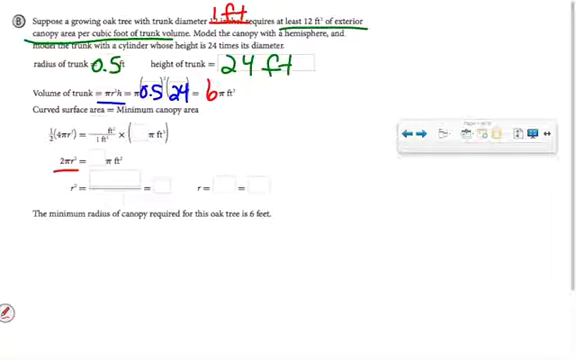 B Suppose a growing oak tree with trunk diameter 1 ft requires at least 12 ft² of exterior
canopy area per cubic foot of trunk volume. Model the canopy with a hemisphere, and
model the trunk with a cylinder whose height is 24 times its diameter.
radius of trunk = 0.5 ft height of trunk = 24 ft
Volume of trunk = πr²h = π(0.5)²(24) = 6π ft³
Curved surface area = Minimum canopy area
½(4πr²) = ft² / 1 ft³ × ( π ft³)
2πr² = π ft²
r² = = r = =
The minimum radius of canopy required for this oak tree is 6 feet.